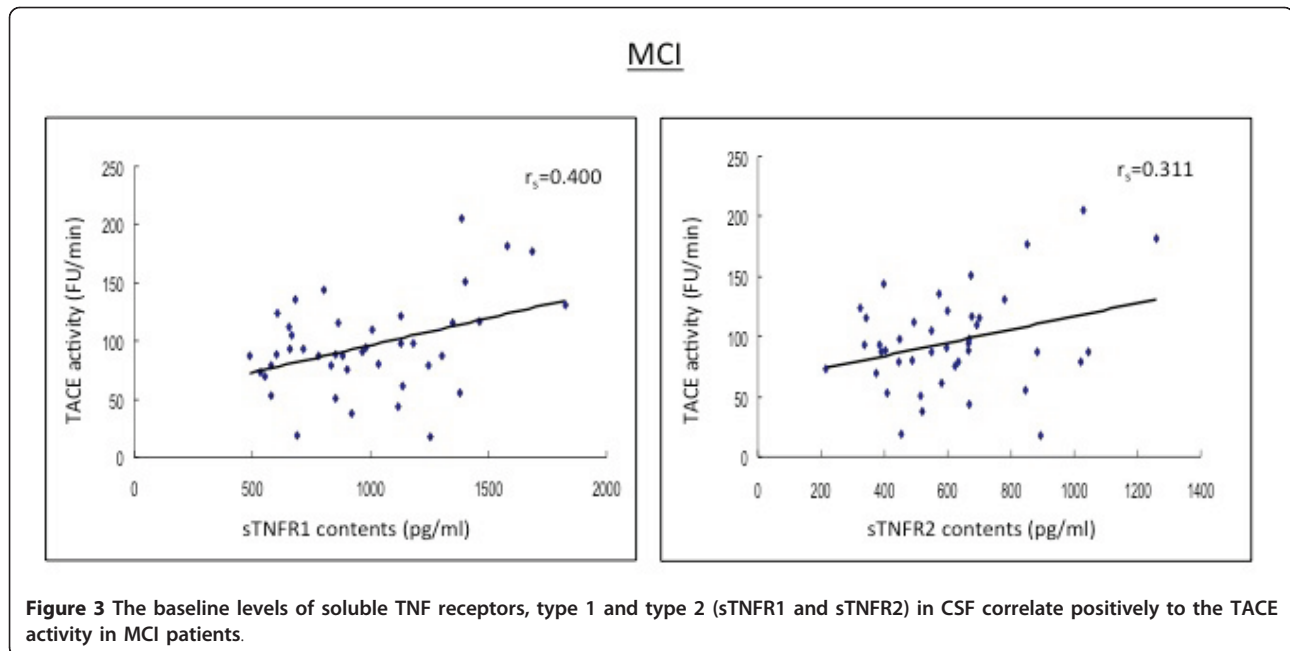 MCI
250
200
150
100
50
0
TACE activity (FU/min)
rs=0.400
0 500 1000 1500 2000
sTNFR1 contents (pg/ml)
250
200
150
100
50
0
TACE activity (FU/min)
rs=0.311
0 200 400 600 800 1000 1200 1400
sTNFR2 contents (pg/ml)
Figure 3 The baseline levels of soluble TNF receptors, type 1 and type 2 (sTNFR1 and sTNFR2) in CSF correlate positively to the TACE
activity in MCI patients.